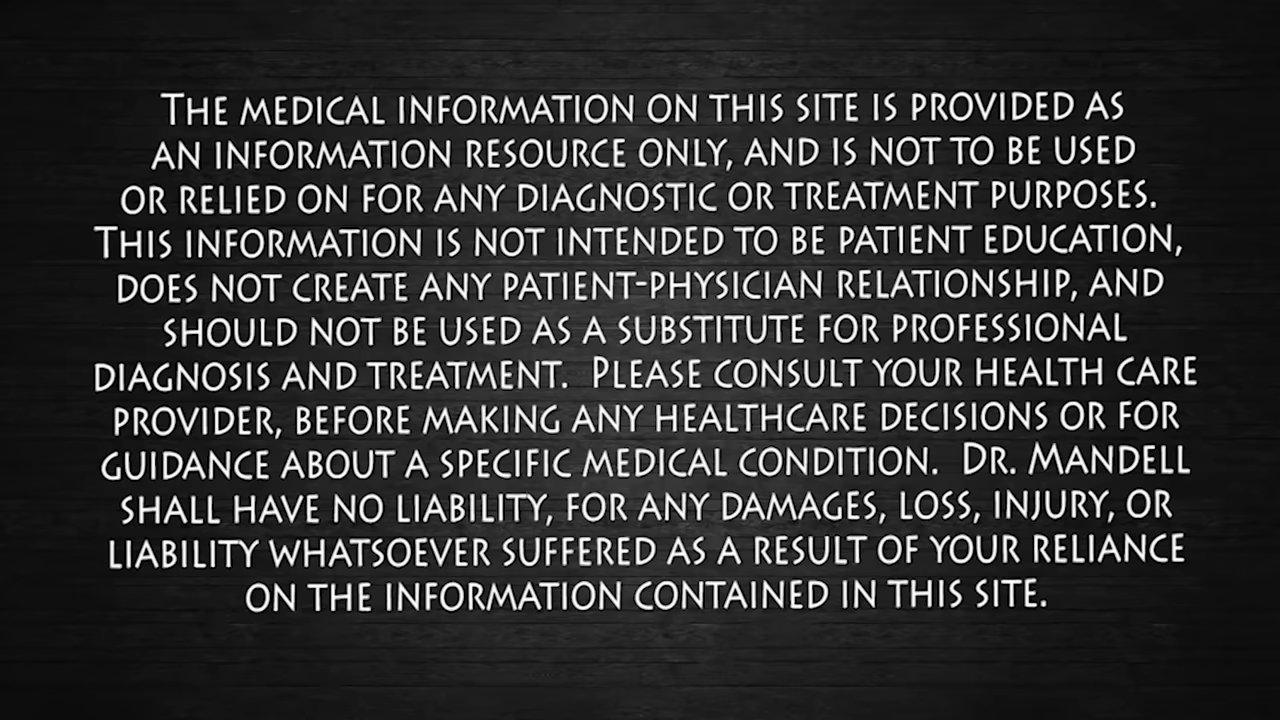 The medical information on this site is provided as
an information resource only, and is not to be used
or relied on for any diagnostic or treatment purposes.
This information is not intended to be patient education,
does not create any patient-physician relationship, and
should not be used as a substitute for professional
diagnosis and treatment.  Please consult your health care
provider, before making any healthcare decisions or for
guidance about a specific medical condition.  Dr. Mandell
shall have no liability, for any damages, loss, injury, or
liability whatsoever suffered as a result of your reliance
on the information contained in this site.